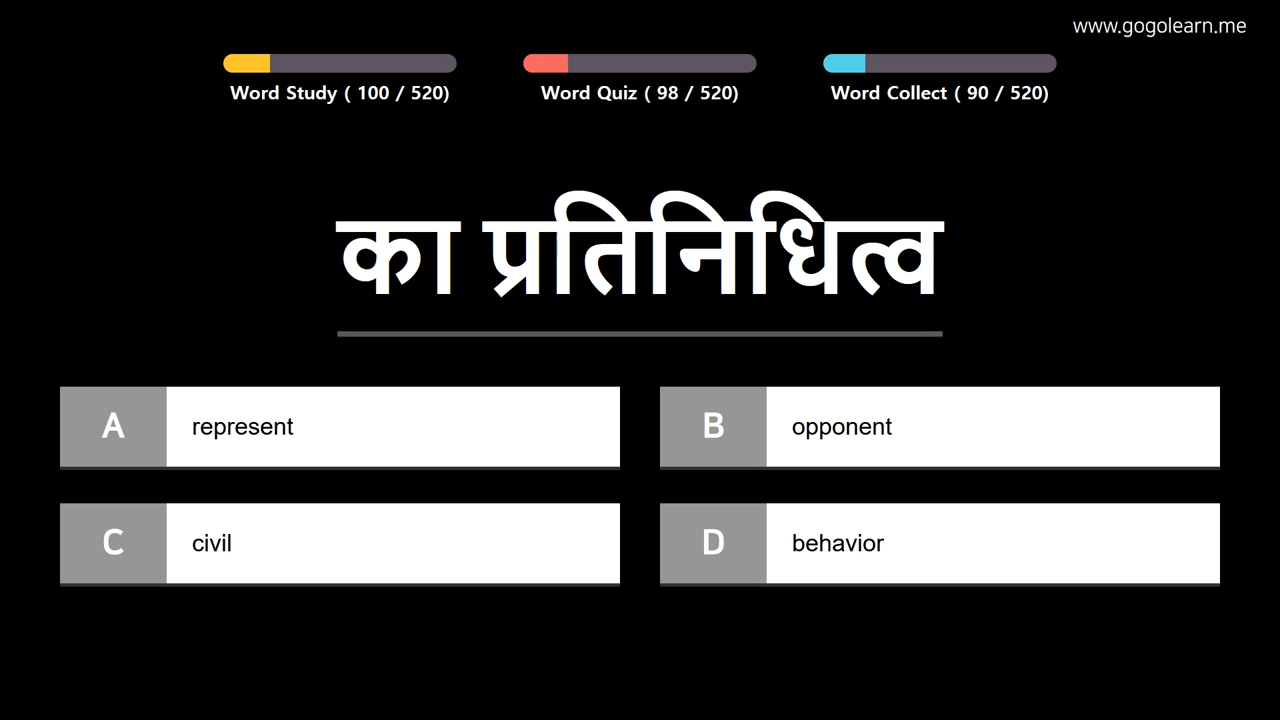 www.gogolearn.me
Word Study ( 100 / 520)
Word Quiz ( 98 / 520)
Word Collect ( 90 / 520)
का प्रतिनिधित्व
A represent
B opponent
C civil
D behavior